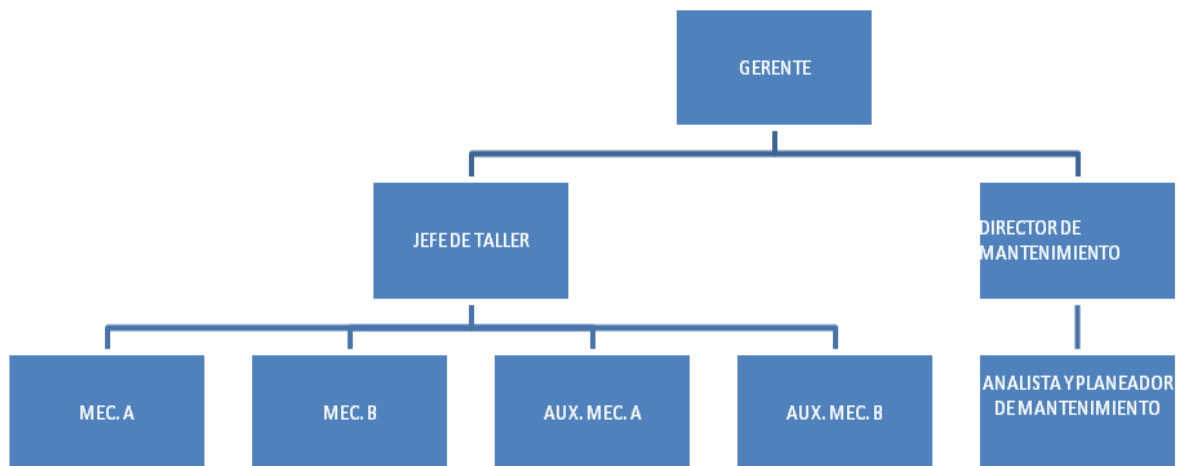 GERENTE
JEFE DE TALLER
DIRECTOR DE
MANTENIMIENTO
MEC. A
MEC. B
AUX. MEC. A
AUX. MEC. B
ANALISTA Y PLANEADOR
DE MANTENIMIENTO